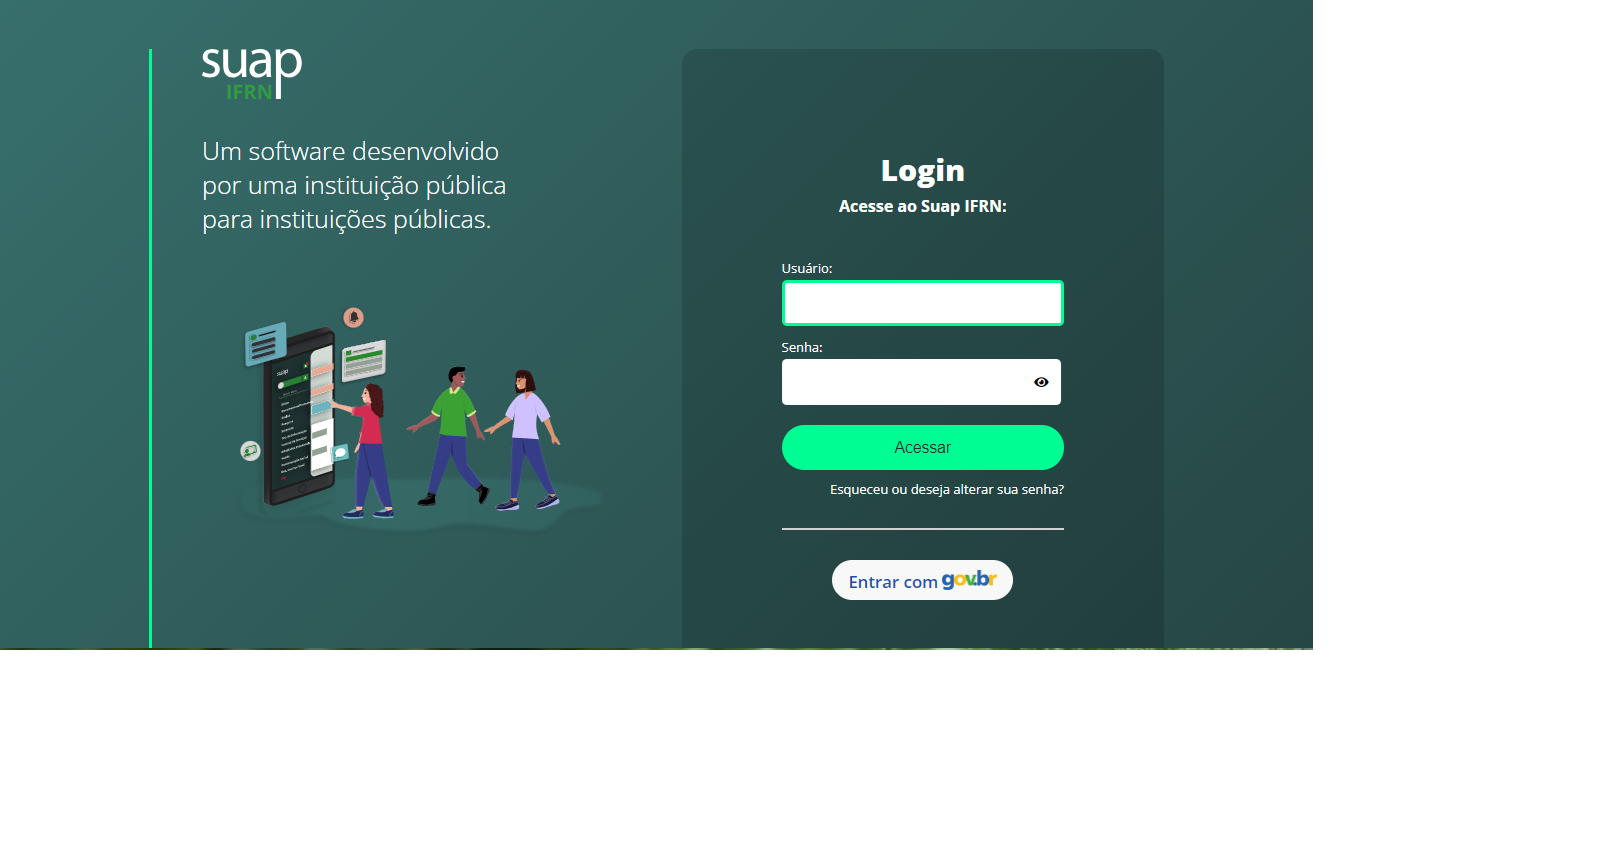 suap
IFRN
Um software desenvolvido
por uma instituição pública
para instituições públicas.
suap
Login
Acesse ao Suap IFRN:
Usuário:
Senha:
Acessar
Esqueceu ou deseja alterar sua senha?
Entrar com gov.br